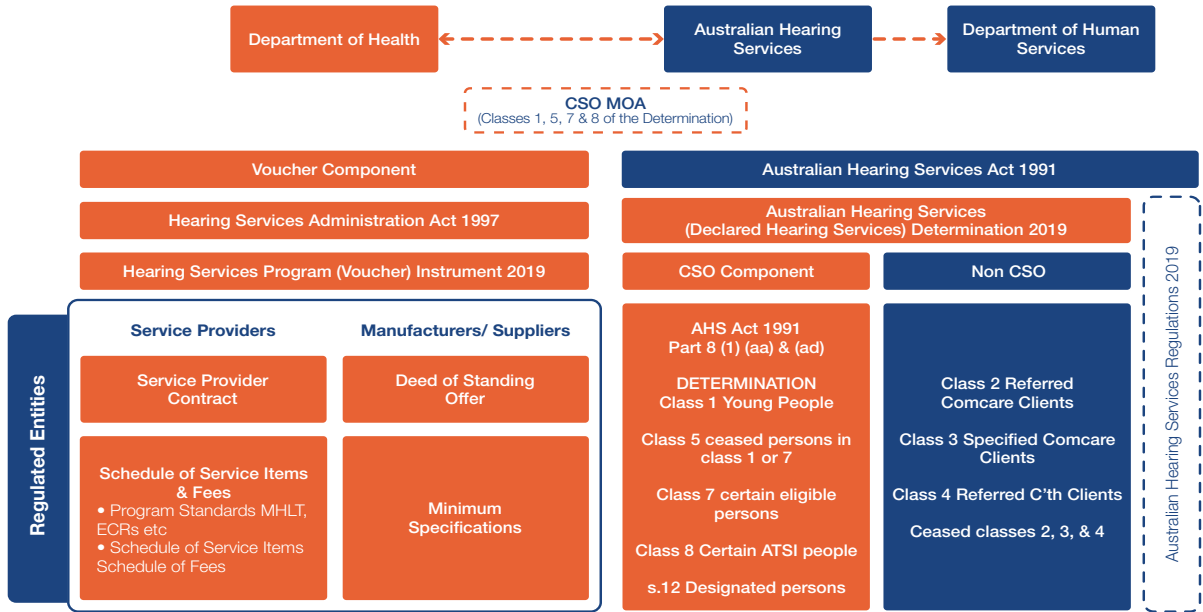 Department of Health
Australian Hearing
Services
Department of Human
Services
CSO MOA
(Classes 1, 5, 7 & 8 of the Determination)
Voucher Component
Australian Hearing Services Act 1991
Hearing Services Administration Act 1997
Australian Hearing Services
(Declared Hearing Services) Determination 2019
Hearing Services Program (Voucher) Instrument 2019
CSO Component
Non CSO
Regulated Entities
Service Providers
Manufacturers/ Suppliers
Service Provider
Contract
Deed of Standing
Offer
Schedule of Service Items
& Fees
• Program Standards MHLT,
ECRs etc
• Schedule of Service Items
Schedule of Fees
Minimum
Specifications
AHS Act 1991
Part 8 (1) (aa) & (ad)
DETERMINATION
Class 1 Young People
Class 5 ceased persons in
class 1 or 7
Class 7 certain eligible
persons
Class 8 Certain ATSI people
s.12 Designated persons
Class 2 Referred
Comcare Clients
Class 3 Specified Comcare
Clients
Class 4 Referred C'th Clients
Ceased classes 2, 3, & 4
Australian Hearing Services Regulations 2019